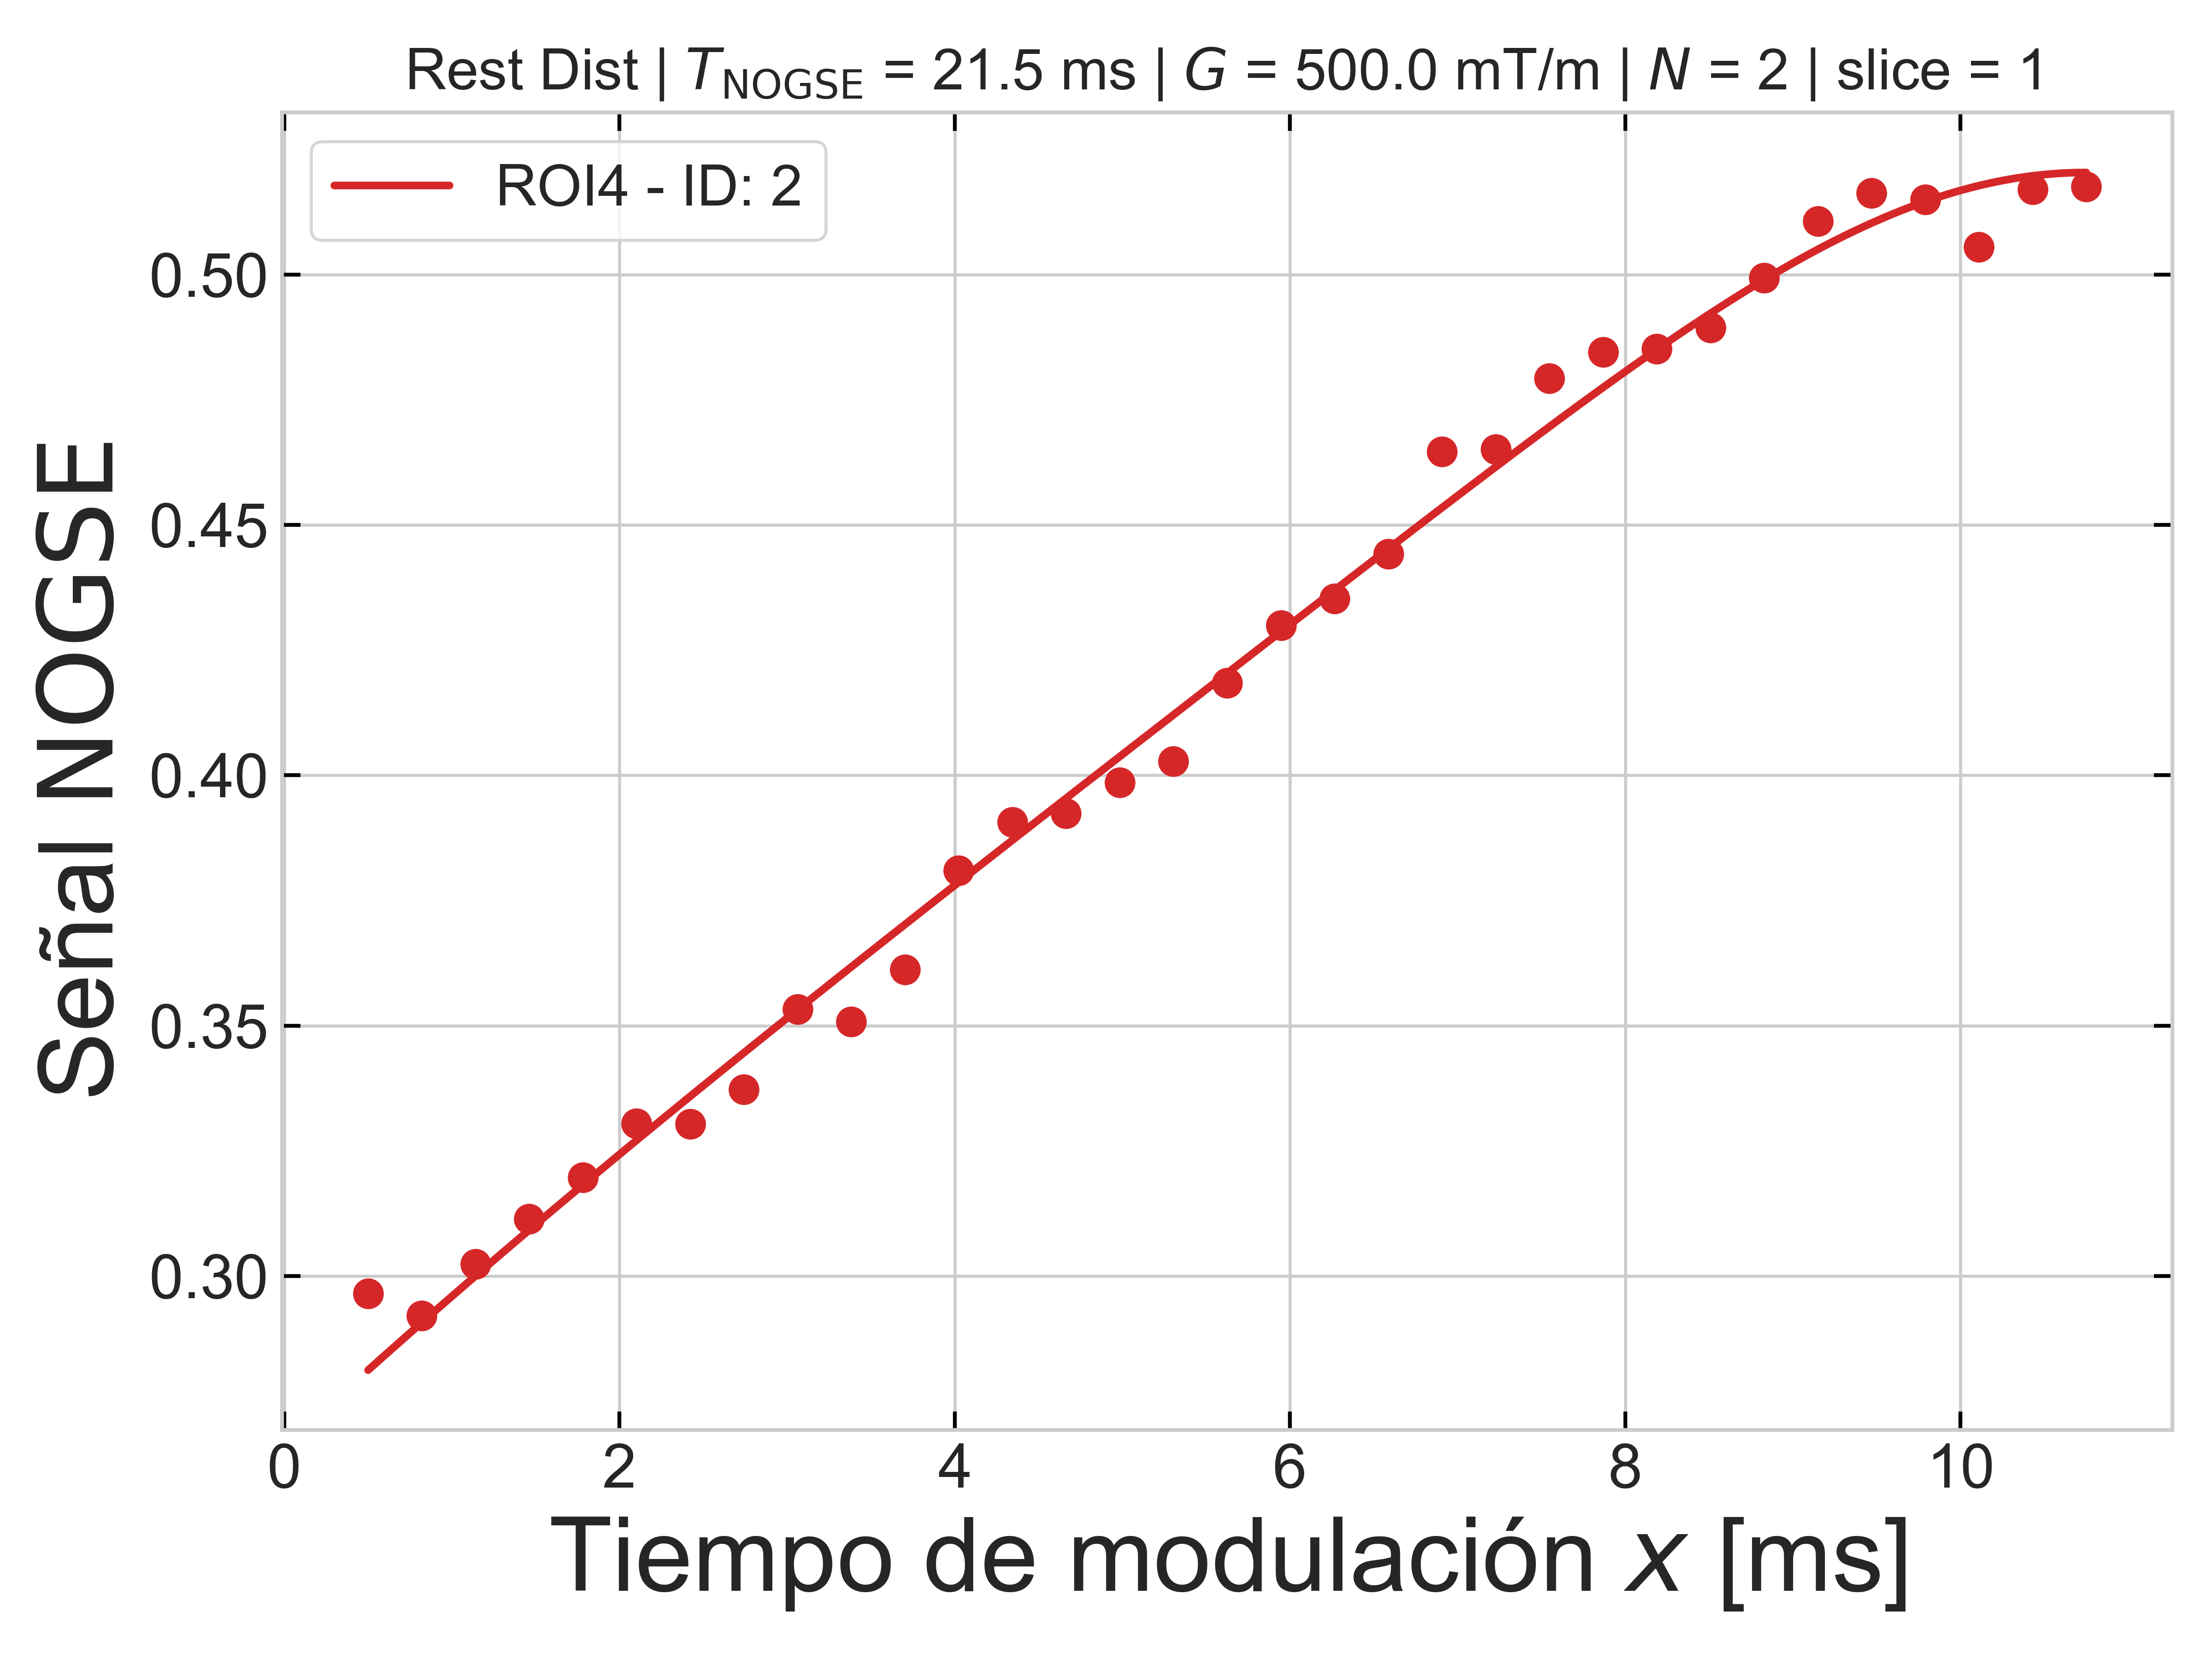 Rest Dist | T_NOGSE = 21.5 ms | G = 500.0 mT/m | N = 2 | slice = 1
ROI4 - ID: 2
Señal NOGSE
0.50
0.45
0.40
0.35
0.30
0 2 4 6 8 10
Tiempo de modulación x [ms]